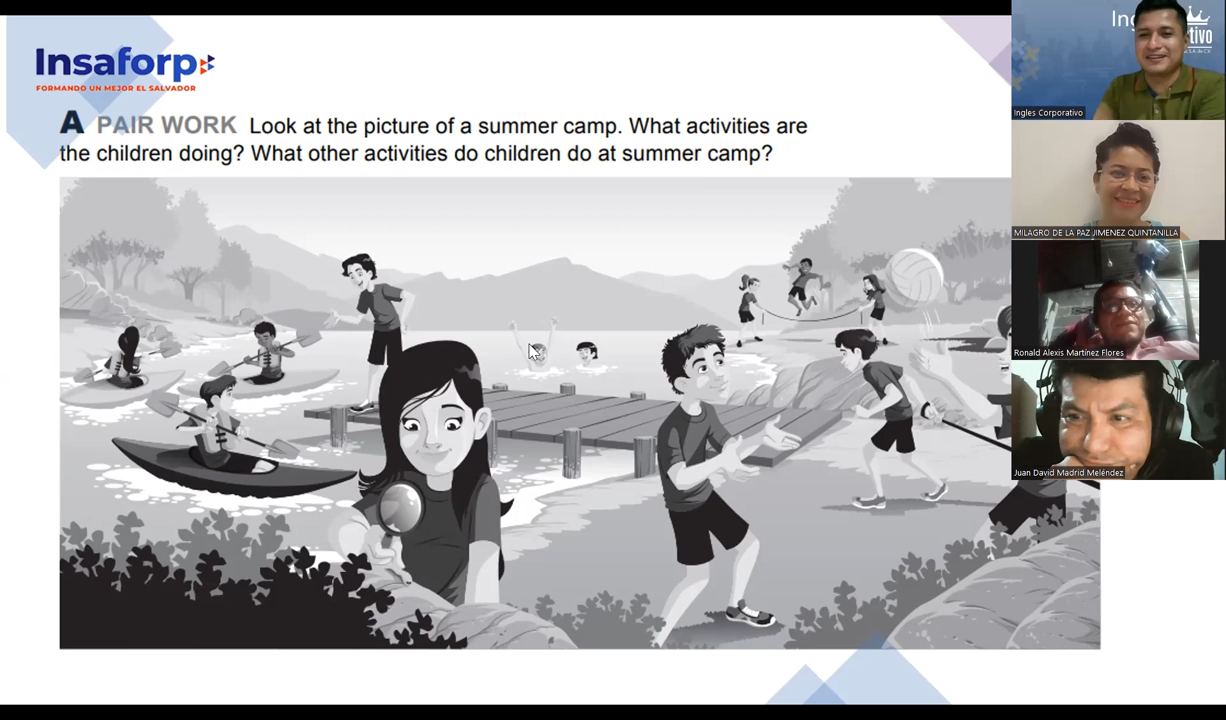 Insaforp
FORMANDO UN MEJOR EL SALVADOR
A PAIR WORK Look at the picture of a summer camp. What activities are
the children doing? What other activities do children do at summer camp?
Ingles Corporativo
MILAGRO DE LA PAZ JIMENEZ QUINTANILLA
Ronald Alexis Martínez Flores
Juan David Madrid Meléndez